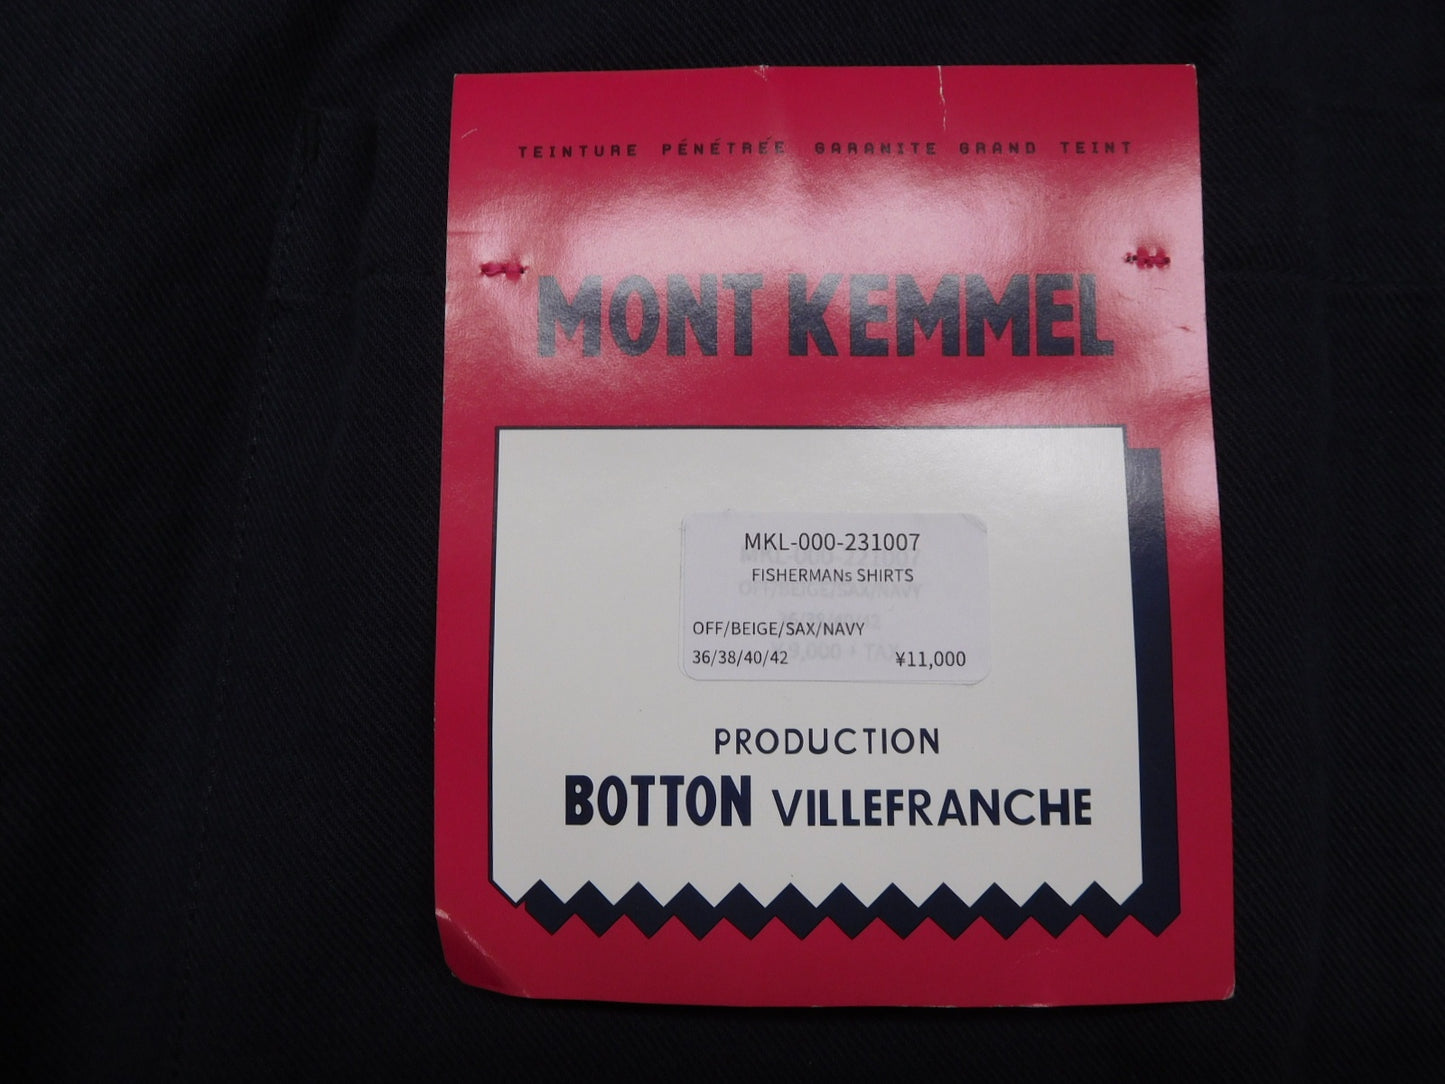 TEINTURE PÉNÉTRÉE GARANITE GRAND TEINT
MONT KEMMEL
MKL-000-231007
FISHERMANs SHIRTS
OFF/BEIGE/SAX/NAVY
36/38/40/42 ¥11,000
PRODUCTION
BOTTON VILLEFRANCHE